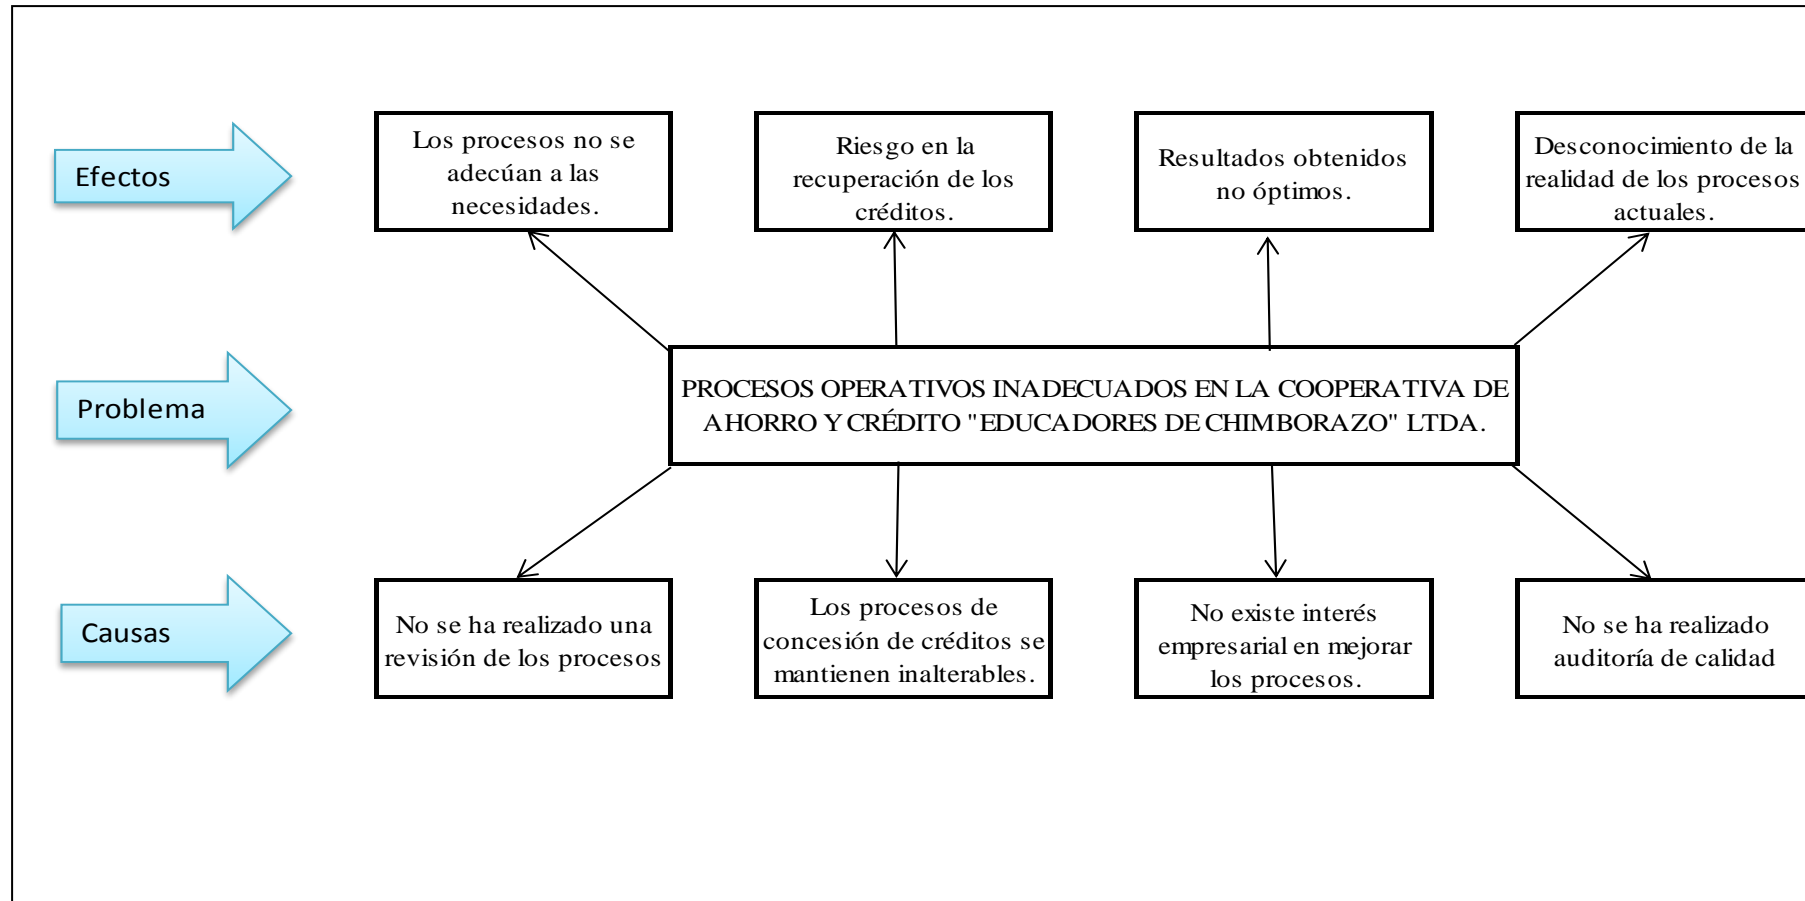 Efectos
Los procesos no se
adecúan a las
necesidades.
Riesgo en la
recuperación de los
créditos.
Resultados obtenidos
no óptimos.
Desconocimiento de la
realidad de los procesos
actuales.
Problema
PROCESOS OPERATIVOS INADECUADOS EN LA COOPERATIVA DE
AHORRO Y CRÉDITO "EDUCADORES DE CHIMBORAZO" LTDA.
Causas
No se ha realizado una
revisión de los procesos
Los procesos de
concesión de créditos se
mantienen inalterables.
No existe interés
empresarial en mejorar
los procesos.
No se ha realizado
auditoría de calidad